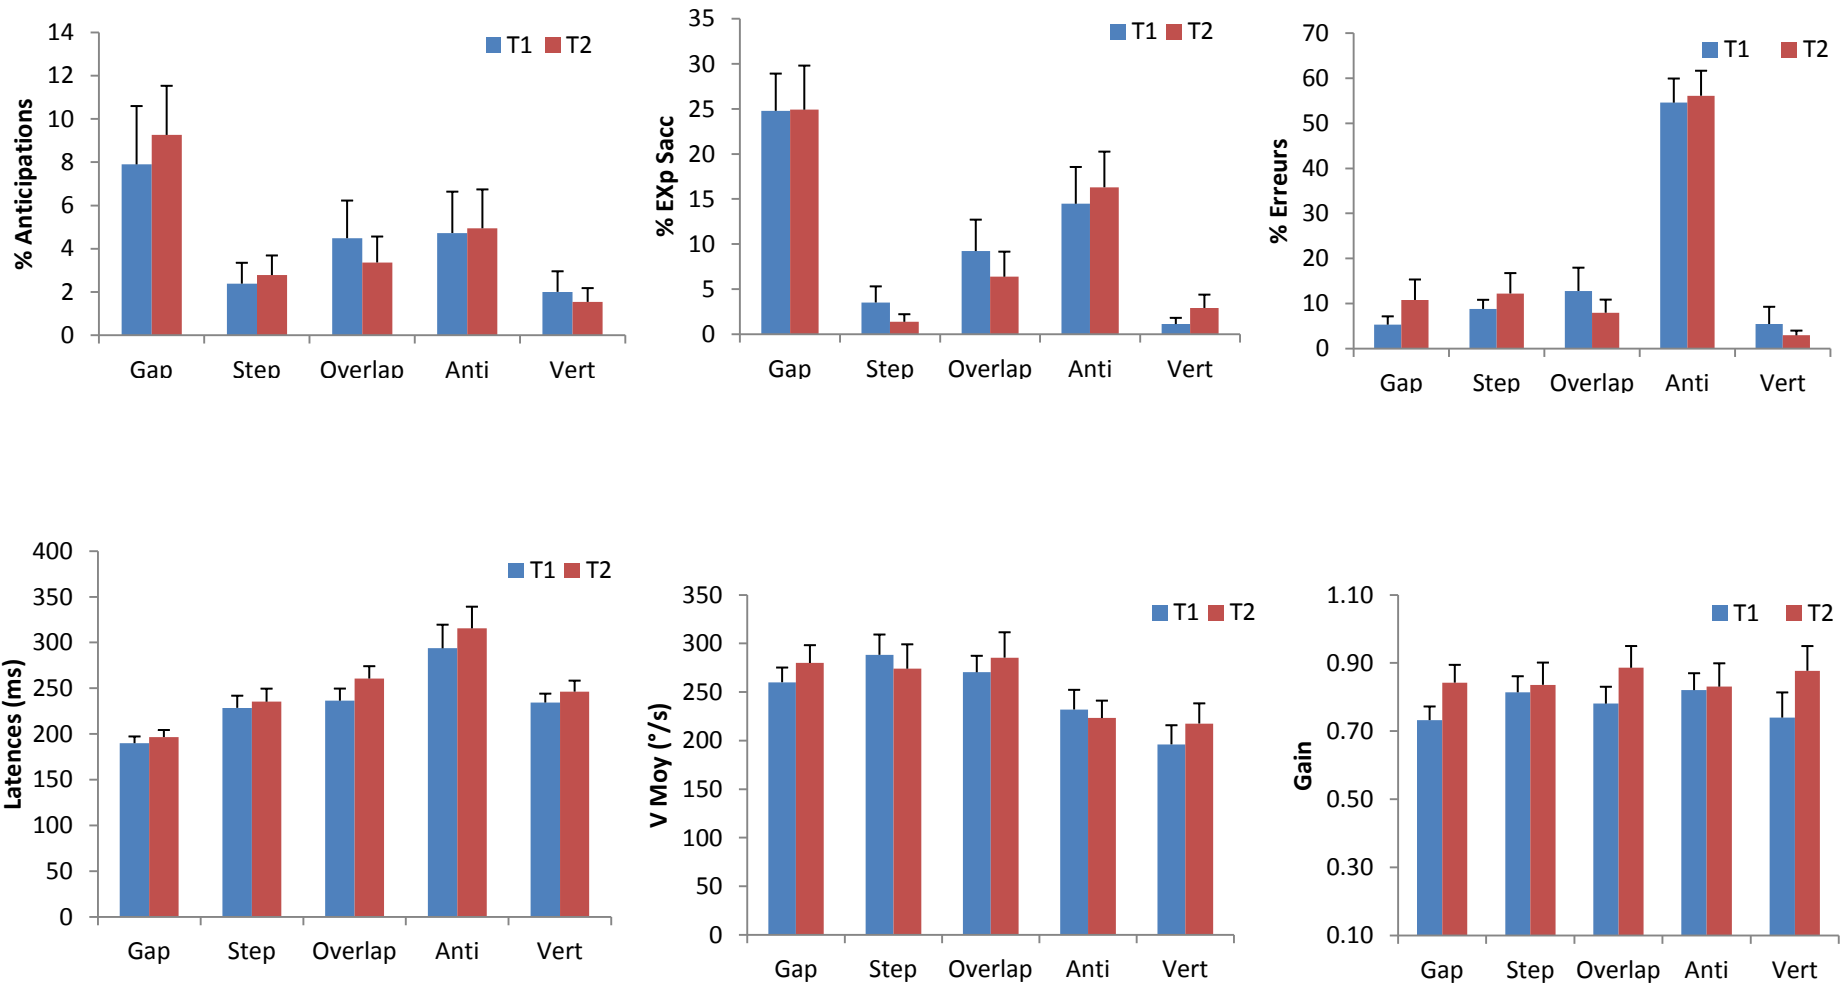 % Anticipations
14
12
10
8
6
4
2
0
T1 T2
Gap Step Overlap Anti Vert
% EXp Sacc
35
30
25
20
15
10
5
0
T1 T2
Gap Step Overlap Anti Vert
% Erreurs
70
60
50
40
30
20
10
0
T1 T2
Gap Step Overlap Anti Vert
Latences (ms)
400
350
300
250
200
150
100
50
0
T1 T2
Gap Step Overlap Anti Vert
V Moy (°/s)
350
300
250
200
150
100
50
0
T1 T2
Gap Step Overlap Anti Vert
Gain
1.10
0.90
0.70
0.50
0.30
0.10
T1 T2
Gap Step Overlap Anti Vert